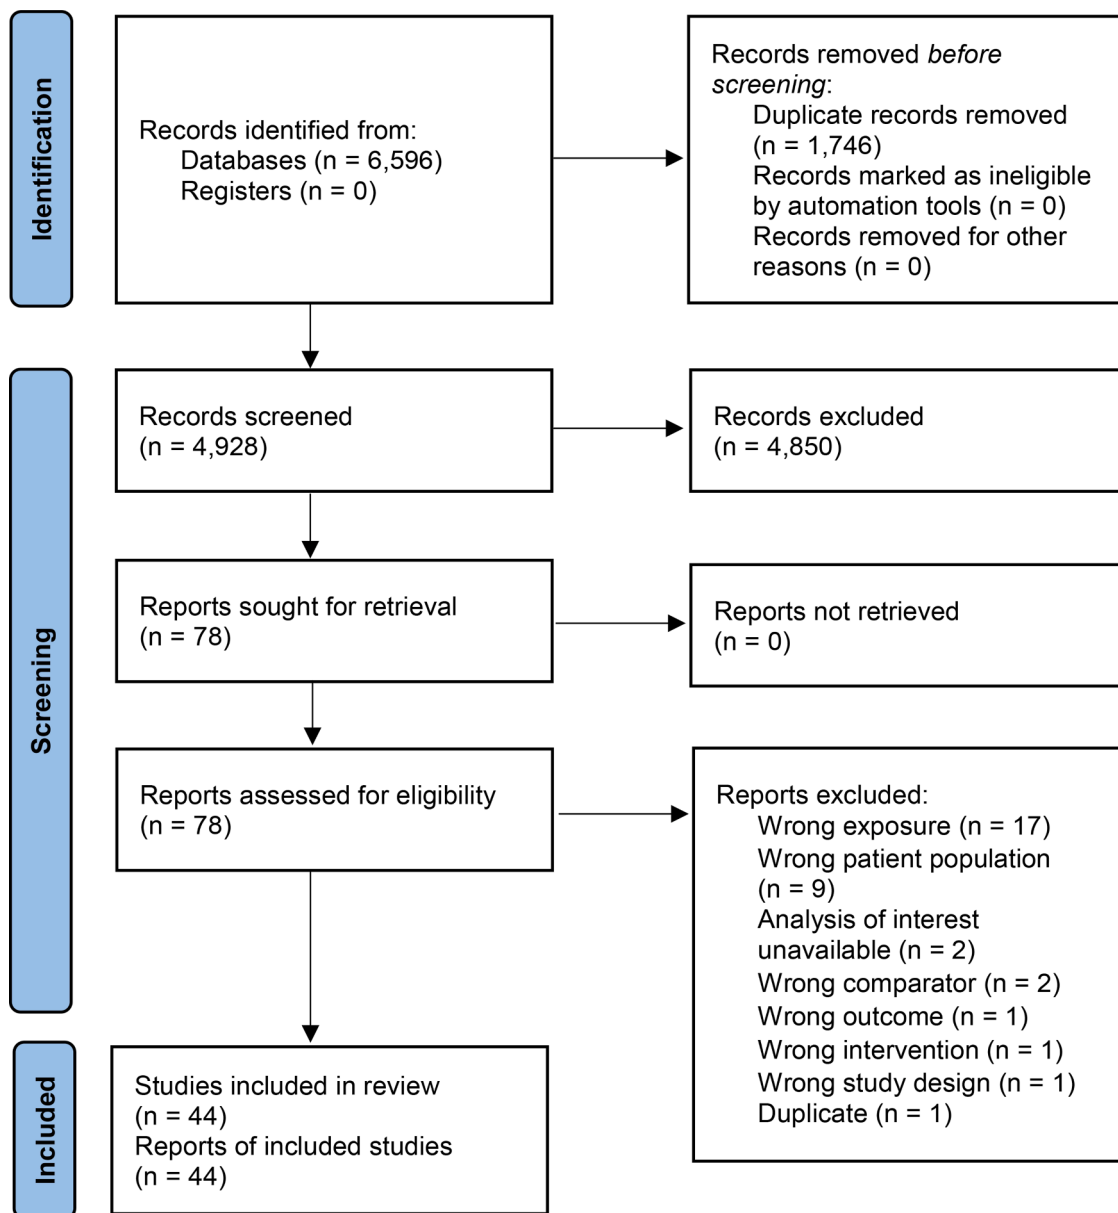 Identification
Records identified from:
Databases (n = 6,596)
Registers (n = 0)
Records removed before
screening:
Duplicate records removed
(n = 1,746)
Records marked as ineligible
by automation tools (n = 0)
Records removed for other
reasons (n = 0)
Screening
Records screened
(n = 4,928)
Records excluded
(n = 4,850)
Reports sought for retrieval
(n = 78)
Reports not retrieved
(n = 0)
Reports assessed for eligibility
(n = 78)
Reports excluded:
Wrong exposure (n = 17)
Wrong patient population
(n = 9)
Analysis of interest
unavailable (n = 2)
Wrong comparator (n = 2)
Wrong outcome (n = 1)
Wrong intervention (n = 1)
Wrong study design (n = 1)
Duplicate (n = 1)
Included
Studies included in review
(n = 44)
Reports of included studies
(n = 44)